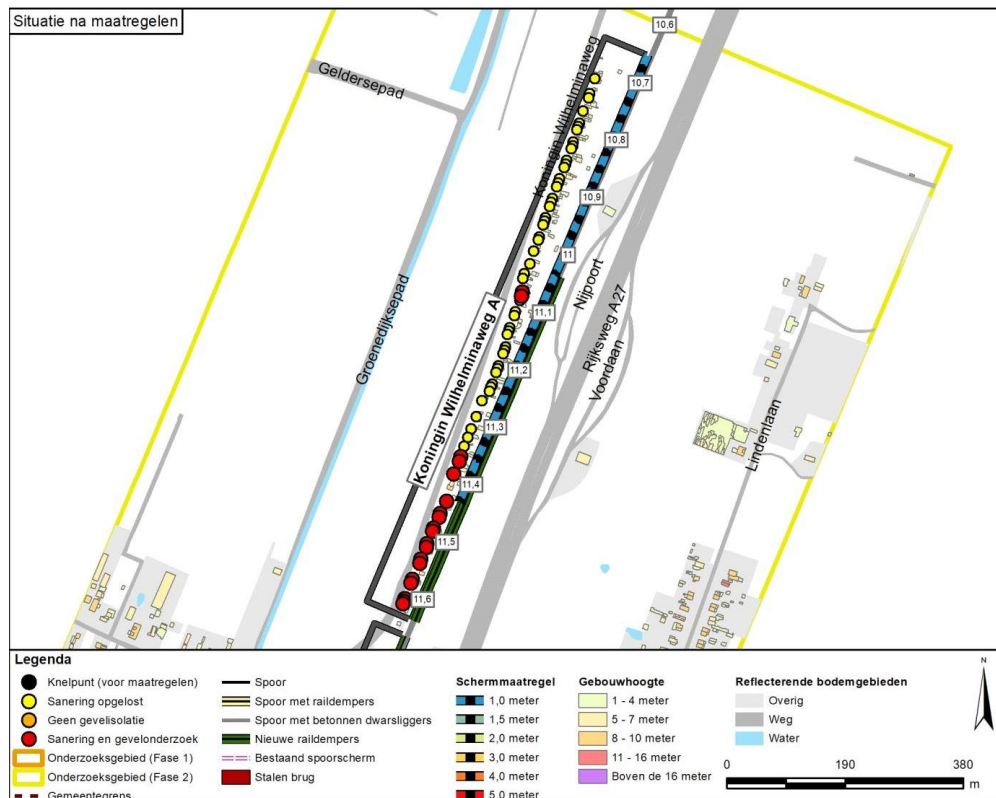 Situatie na maatregelen
10,6
Koningin Wilhelminaweg
10,7
Geldersepad
10,8
10,9
11
Nijpoort
11,1
Rijksweg A27
Voordaan
Groenedijksepad
Koningin Wilhelminaweg A
11,2
11,3
Lindenlaan
11,4
11,5
11,6
Legenda
Knelpunt (voor maatregelen)
Sanering opgelost
Geen gevelisolatie
Sanering en gevelonderzoek
Onderzoeksgebied (Fase 1)
Onderzoeksgebied (Fase 2)
Gemeentegrens
Spoor
Spoor met raildempers
Spoor met betonnen dwarsliggers
Nieuwe raildempers
Bestaand spoorscherm
Stalen brug
Schermmaatregel
1,0 meter
1,5 meter
2,0 meter
3,0 meter
4,0 meter
5,0 meter
Gebouwhoogte
1 - 4 meter
5 - 7 meter
8 - 10 meter
11 - 16 meter
Boven de 16 meter
Reflecterende bodemgebieden
Overig
Weg
Water
N
0 190 380
m